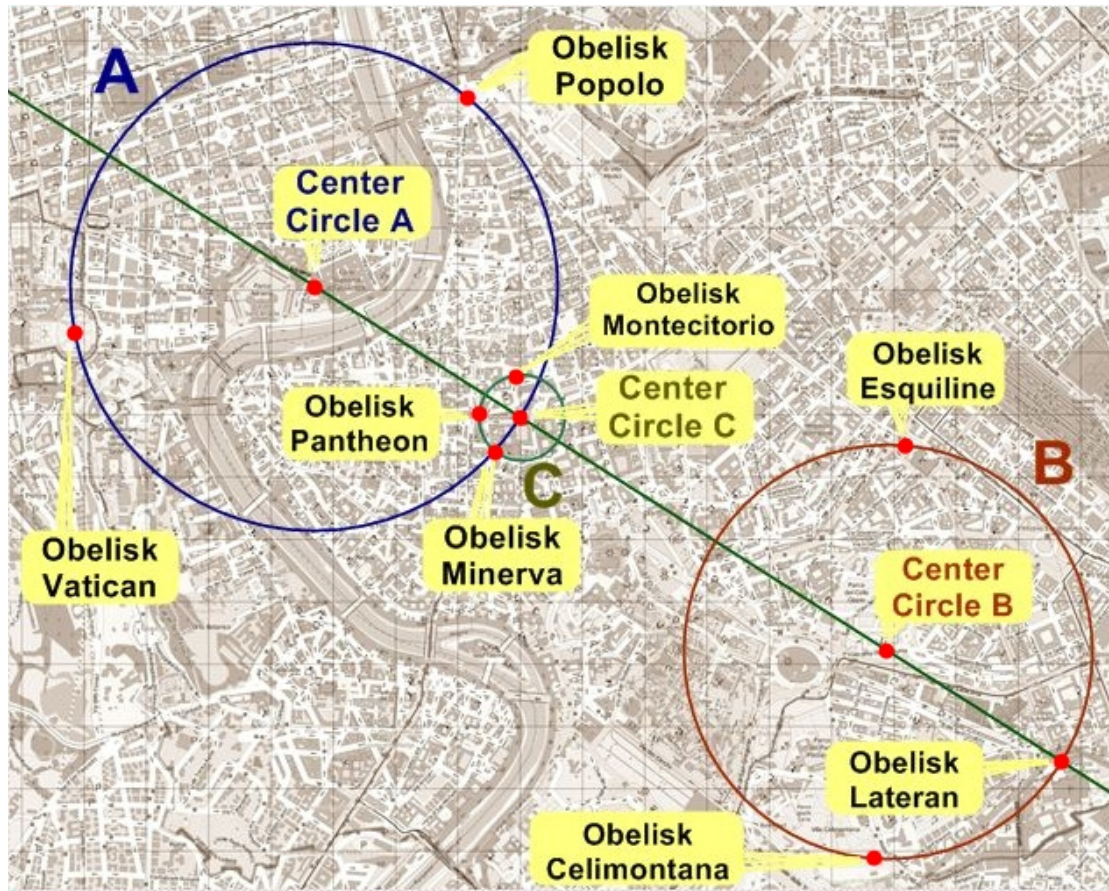 A
Obelisk
Popolo
Center
Circle A
Obelisk
Montecitorio
Obelisk
Pantheon
Center
Circle C
Obelisk
Esquiline
B
C
Obelisk
Vatican
Obelisk
Minerva
Center
Circle B
Obelisk
Lateran
Obelisk
Celimontana